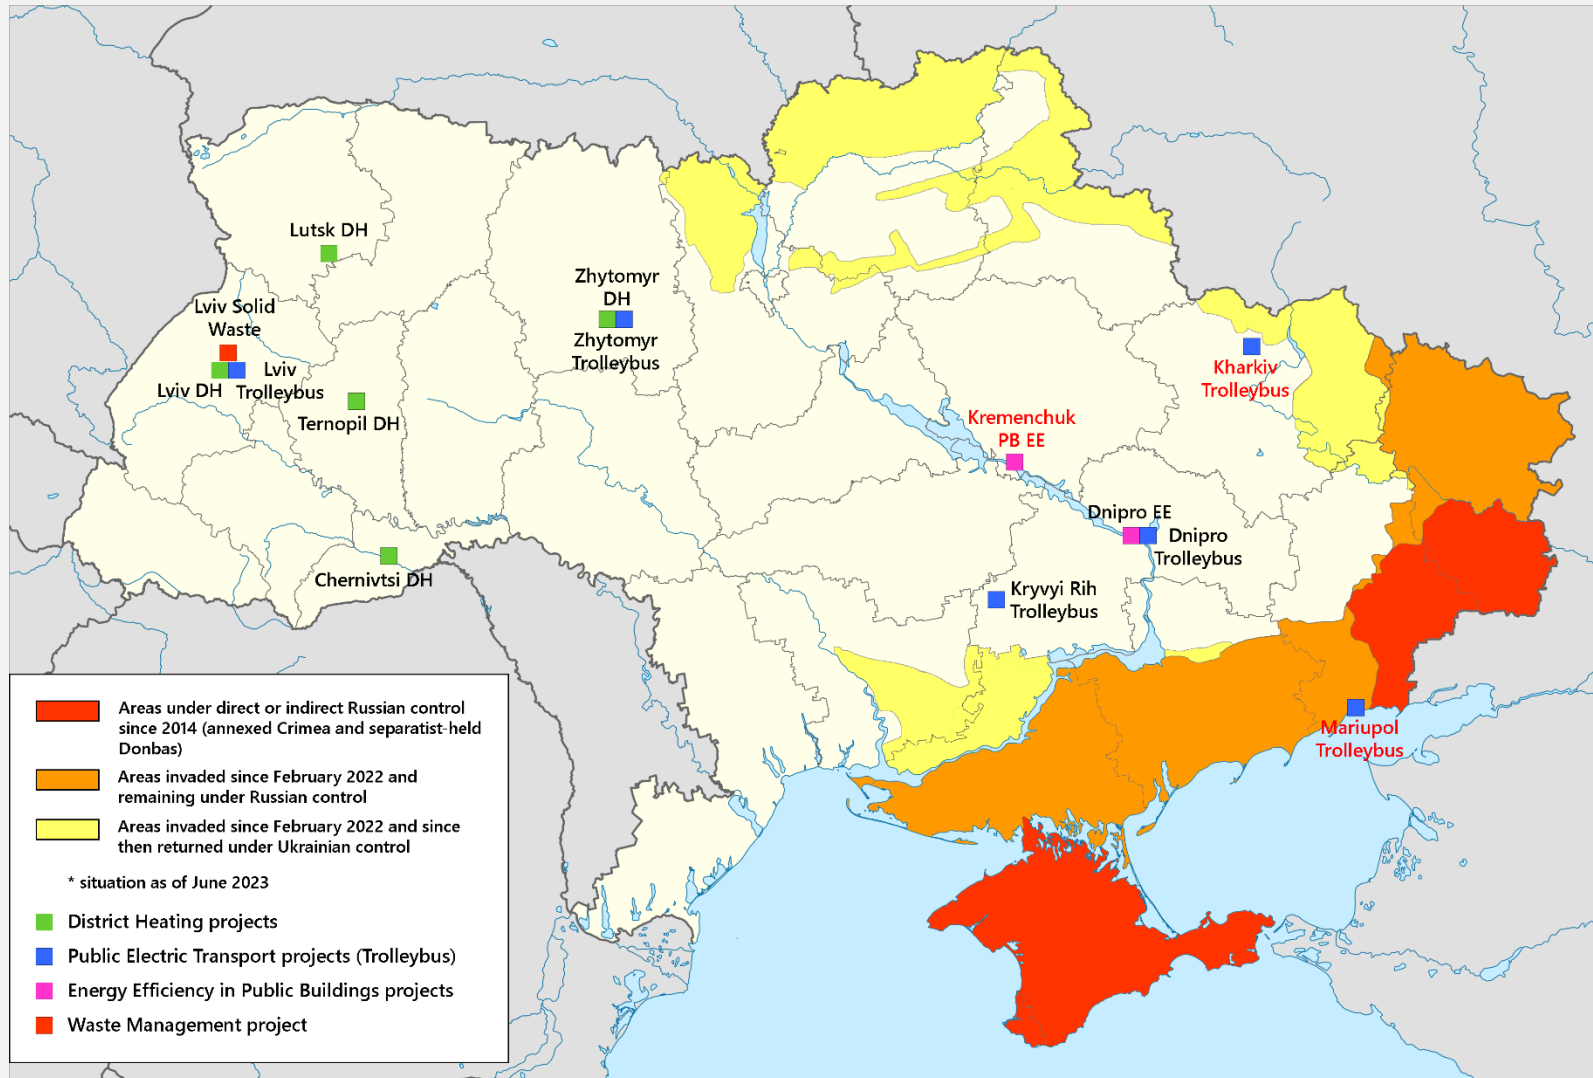 Lutsk DH
Zhytomyr
DH
Zhytomyr
Trolleybus
Lviv Solid
Waste
Lviv DH
Lviv
Trolleybus
Ternopil DH
Chernivtsi DH
Kharkiv
Trolleybus
Kremenchuk
PB EE
Dnipro EE
Dnipro
Trolleybus
Kryvyi Rih
Trolleybus
Mariupol
Trolleybus
Areas under direct or indirect Russian control
since 2014 (annexed Crimea and separatist-held
Donbas)
Areas invaded since February 2022 and
remaining under Russian control
Areas invaded since February 2022 and since
then returned under Ukrainian control
* situation as of June 2023
District Heating projects
Public Electric Transport projects (Trolleybus)
Energy Efficiency in Public Buildings projects
Waste Management project